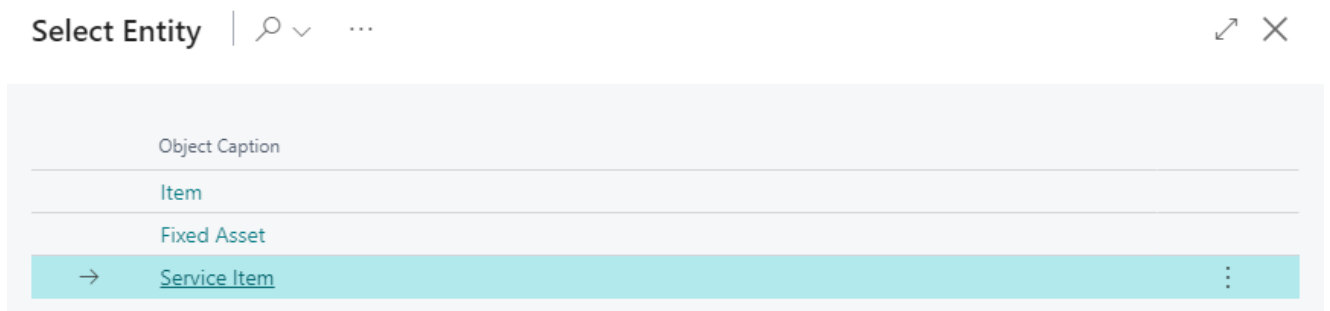 Select Entity
Object Caption
Item
Fixed Asset
Service Item